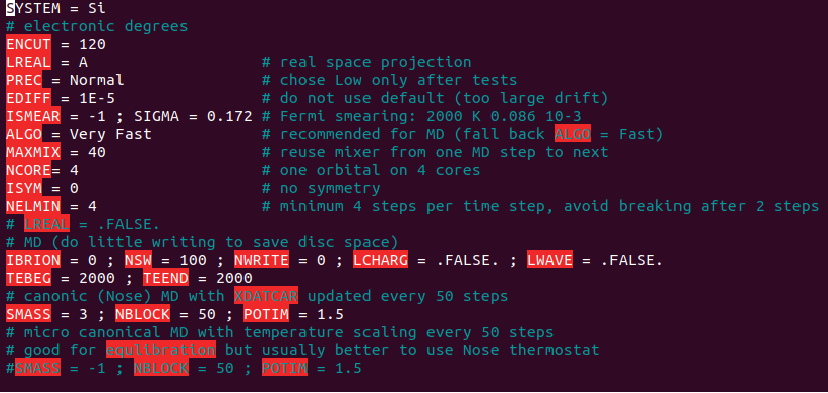 SYSTEM = Si
# electronic degrees
ENCUT = 120
LREAL = A # real space projection
PREC = Normal # chose Low only after tests
EDIFF = 1E-5 # do not use default (too large drift)
ISMEAR = -1 ; SIGMA = 0.172 # Fermi smearing: 2000 K 0.086 10-3
ALGO = Very Fast # recommended for MD (fall back ALGO = Fast)
MAXMIX = 40 # reuse mixer from one MD step to next
NCORE= 4 # one orbital on 4 cores
ISYM = 0 # no symmetry
NELMIN = 4 # minimum 4 steps per time step, avoid breaking after 2 steps
# LREAL = .FALSE.
# MD (do little writing to save disc space)
IBRION = 0 ; NSW = 100 ; NWRITE = 0 ; LCHARG = .FALSE. ; LWAVE = .FALSE.
TEBEG = 2000 ; TEEND = 2000
# canonic (Nose) MD with XDATCAR updated every 50 steps
SMASS = 3 ; NBLOCK = 50 ; POTIM = 1.5
# micro canonical MD with temperature scaling every 50 steps
# good for equlibration but usually better to use Nose thermostat
#SMASS = -1 ; NBLOCK = 50 ; POTIM = 1.5